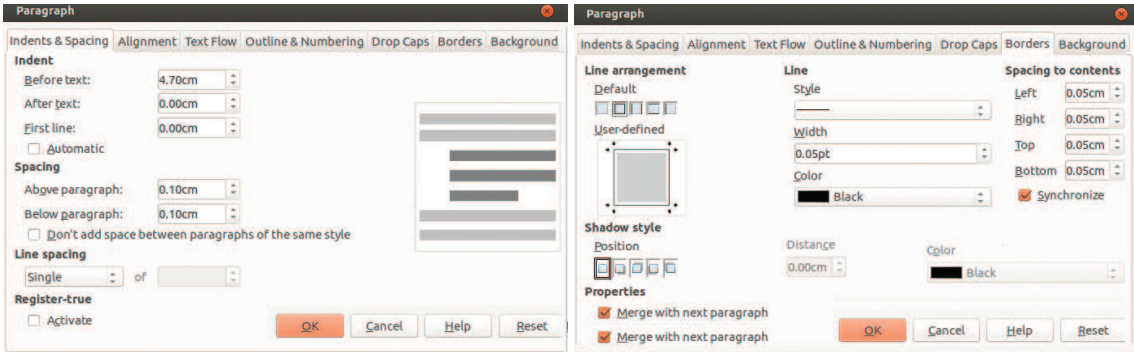 Paragraph
Indents & Spacing Alignment Text Flow Outline & Numbering Drop Caps Borders Background
Indent
Before text: 4.70cm
After text: 0.00cm
First line: 0.00cm
Automatic
Spacing
Above paragraph: 0.10cm
Below paragraph: 0.10cm
Don't add space between paragraphs of the same style
Line spacing
Single of
Register-true
Activate
OK Cancel Help Reset
Paragraph
Indents & Spacing Alignment Text Flow Outline & Numbering Drop Caps Borders Background
Line arrangement
Default
User-defined
Line
Style
Width
0.05pt
Color
Black
Spacing to contents
Left 0.05cm
Right 0.05cm
Top 0.05cm
Bottom 0.05cm
Synchronize
Shadow style
Position
Distance
0.00cm
Color
Black
Properties
Merge with next paragraph
Merge with next paragraph
OK Cancel Help Reset